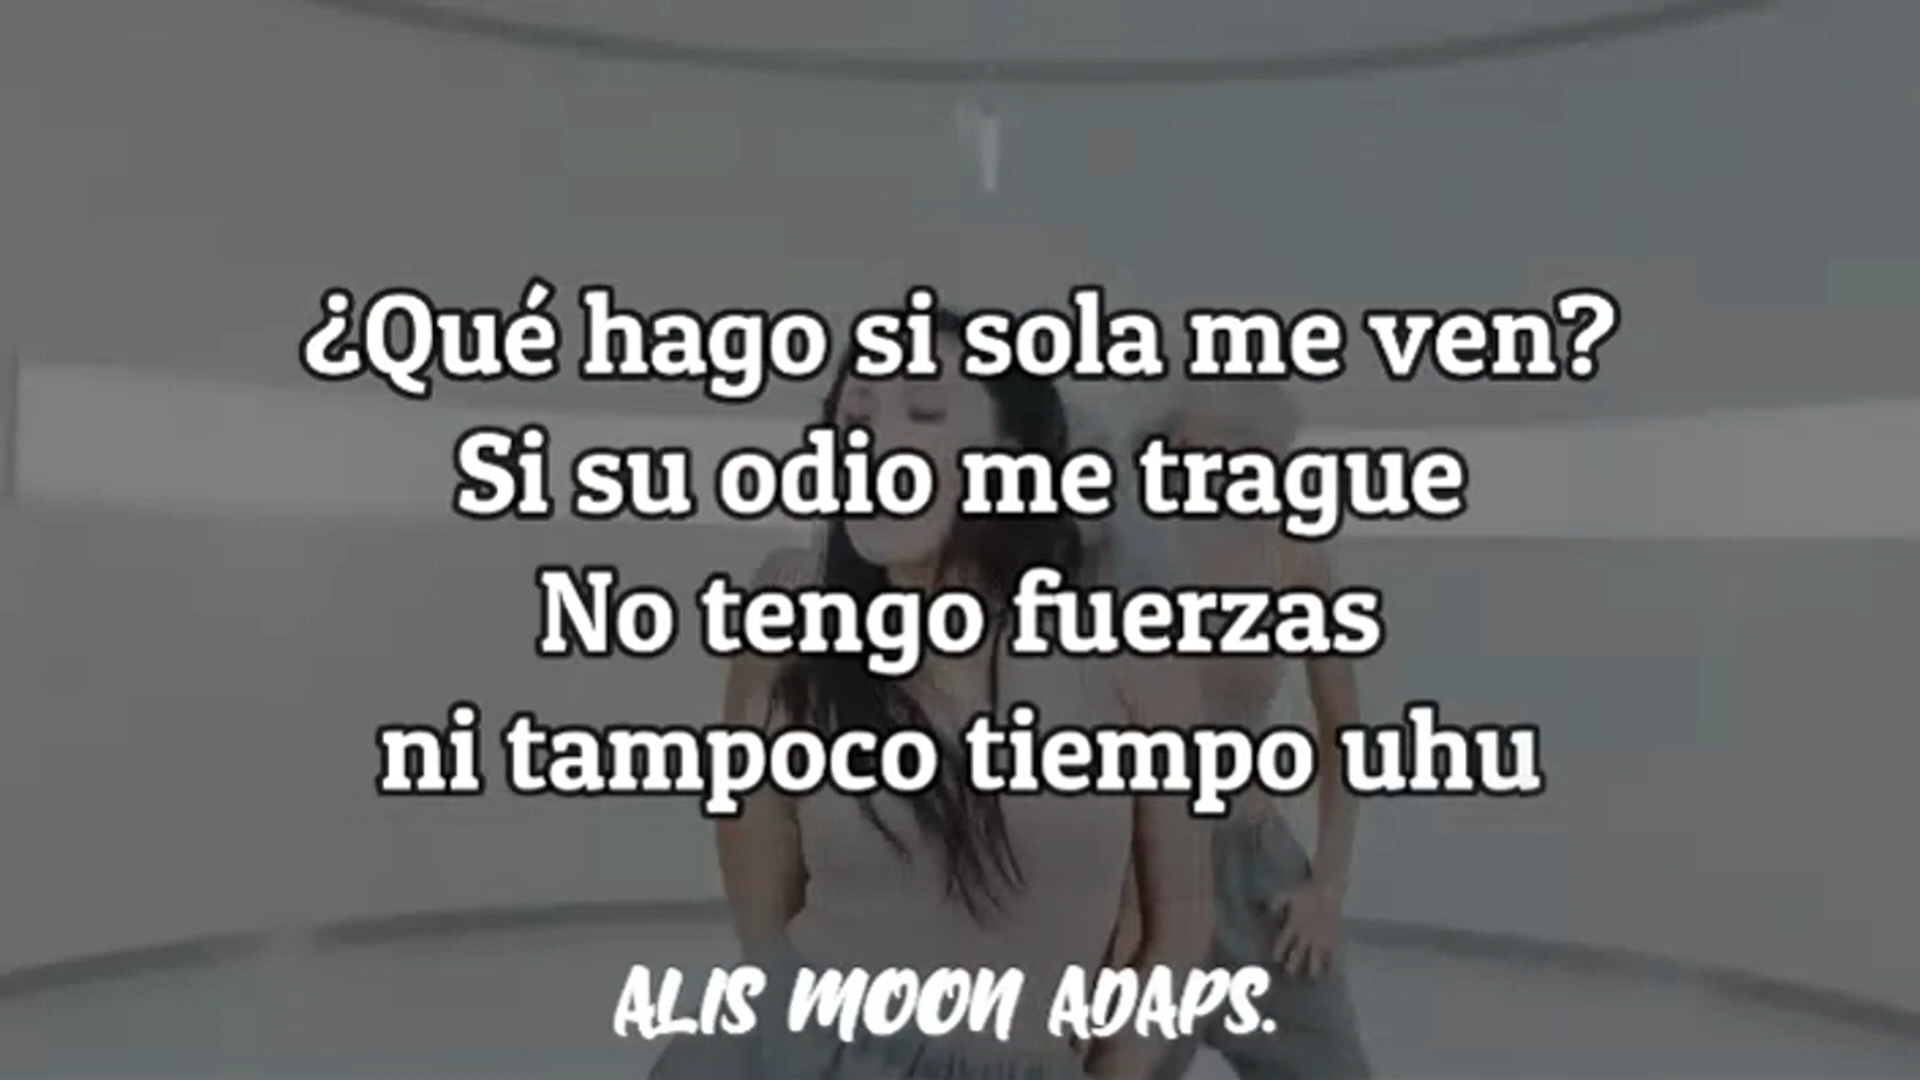 ¿Qué hago si sola me ven?
Si su odio me trague
No tengo fuerzas
ni tampoco tiempo uhu
ALIS MOON ADAPS.